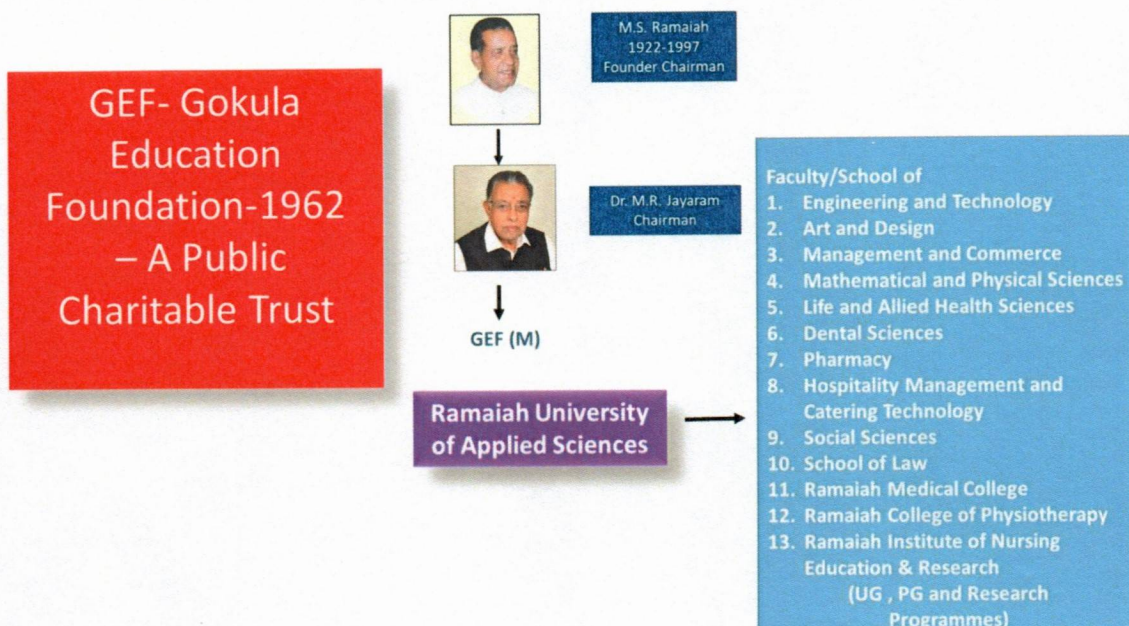 GEF- Gokula
Education
Foundation-1962
– A Public
Charitable Trust
M.S. Ramaiah
1922-1997
Founder Chairman
Dr. M.R. Jayaram
Chairman
GEF (M)
Ramaiah University
of Applied Sciences
Faculty/School of
1. Engineering and Technology
2. Art and Design
3. Management and Commerce
4. Mathematical and Physical Sciences
5. Life and Allied Health Sciences
6. Dental Sciences
7. Pharmacy
8. Hospitality Management and
Catering Technology
9. Social Sciences
10. School of Law
11. Ramaiah Medical College
12. Ramaiah College of Physiotherapy
13. Ramaiah Institute of Nursing
Education & Research
(UG , PG and Research
Programmes)